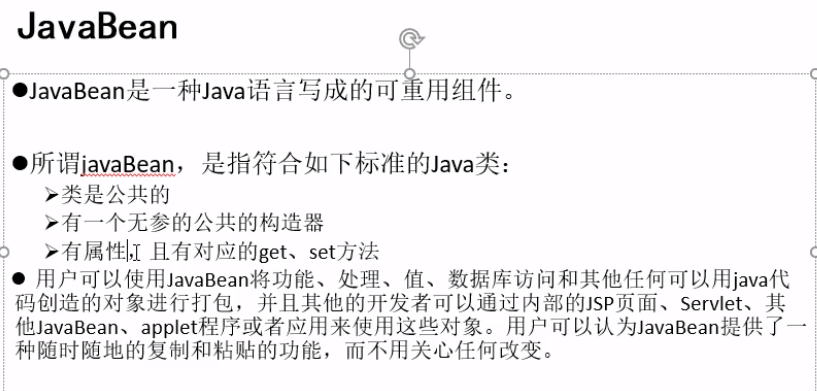 JavaBean
●JavaBean是一种Java语言写成的可重用组件。
●所谓javaBean，是指符合如下标准的Java类：
➢类是公共的
➢有一个无参的公共的构造器
➢有属性，且有对应的get、set方法
● 用户可以使用JavaBean将功能、处理、值、数据库访问和其他任何可以用java代
码创造的对象进行打包，并且其他的开发者可以通过内部的JSP页面、Servlet、其
他JavaBean、applet程序或者应用来使用这些对象。用户可以认为JavaBean提供了一
种随时随地的复制和粘贴的功能，而不用关心任何改变。